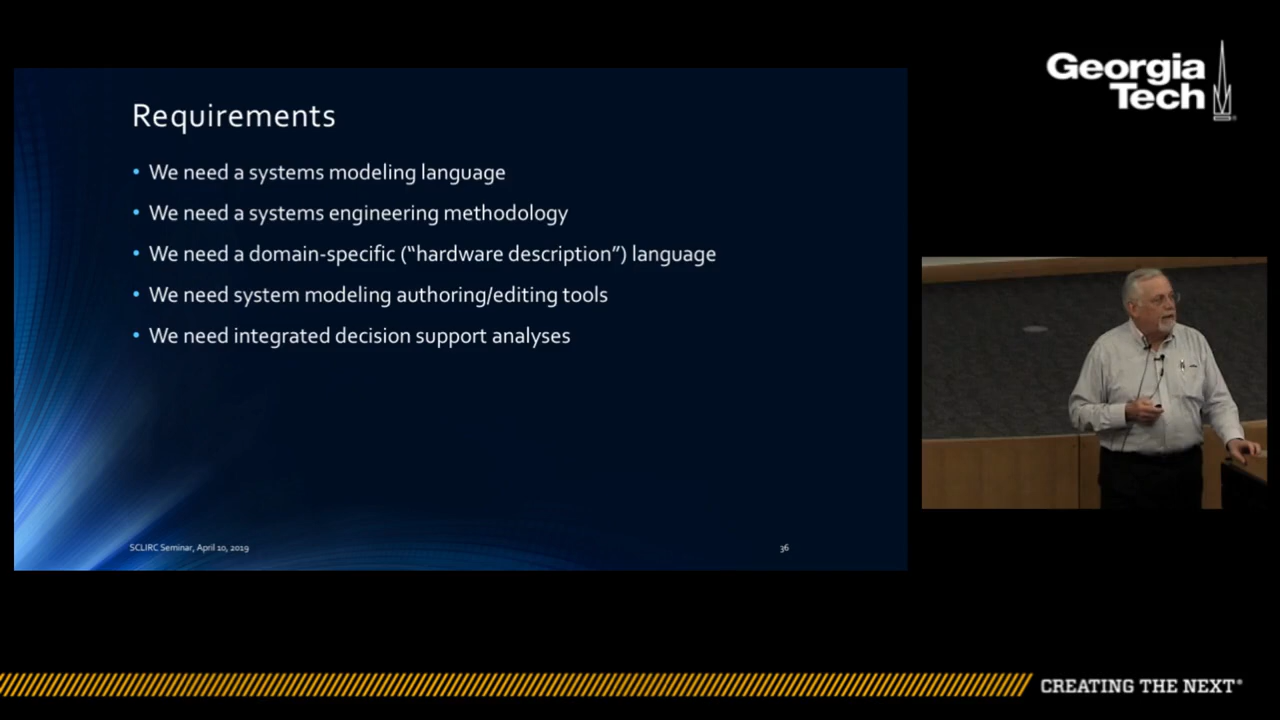 Georgia
Tech
Requirements
• We need a systems modeling language
• We need a systems engineering methodology
• We need a domain-specific (“hardware description”) language
• We need system modeling authoring/editing tools
• We need integrated decision support analyses
SCLIRC Seminar, April 10, 2019
36
CREATING THE NEXT®